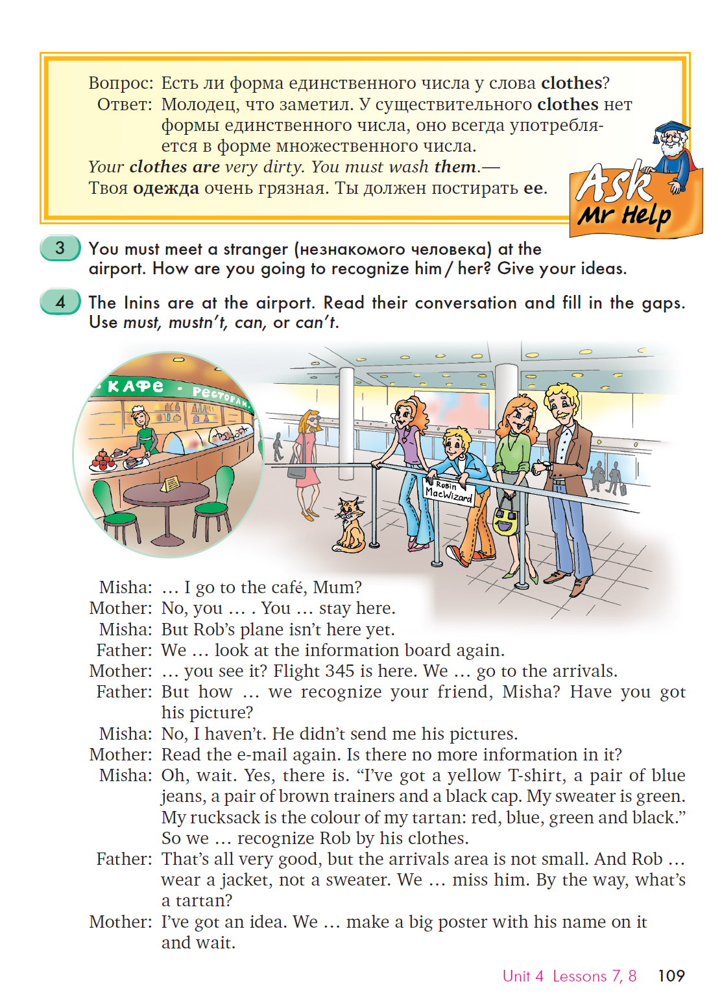 Вопрос: Есть ли форма единственного числа у слова clothes?
Ответ: Молодец, что заметил. У существительного clothes нет
формы единственного числа, оно всегда употребля-
ется в форме множественного числа.
Your clothes are very dirty. You must wash them.—
Твоя одежда очень грязная. Ты должен постирать ее.
Ask
Mr Help
3 You must meet a stranger (незнакомого человека) at the
airport. How are you going to recognize him / her? Give your ideas.
4 The Inins are at the airport. Read their conversation and fill in the gaps.
Use must, mustn't, can, or can't.
КАФЕ · РЕСТОРАН.
Robin
MacWizard
Misha: … I go to the café, Mum?
Mother: No, you … . You … stay here.
Misha: But Rob's plane isn't here yet.
Father: We … look at the information board again.
Mother: … you see it? Flight 345 is here. We … go to the arrivals.
Father: But how … we recognize your friend, Misha? Have you got
his picture?
Misha: No, I haven't. He didn't send me his pictures.
Mother: Read the e-mail again. Is there no more information in it?
Misha: Oh, wait. Yes, there is. “I've got a yellow T-shirt, a pair of blue
jeans, a pair of brown trainers and a black cap. My sweater is green.
My rucksack is the colour of my tartan: red, blue, green and black.”
So we … recognize Rob by his clothes.
Father: That's all very good, but the arrivals area is not small. And Rob …
wear a jacket, not a sweater. We … miss him. By the way, what's
a tartan?
Mother: I've got an idea. We … make a big poster with his name on it
and wait.
Unit 4 Lessons 7, 8 109